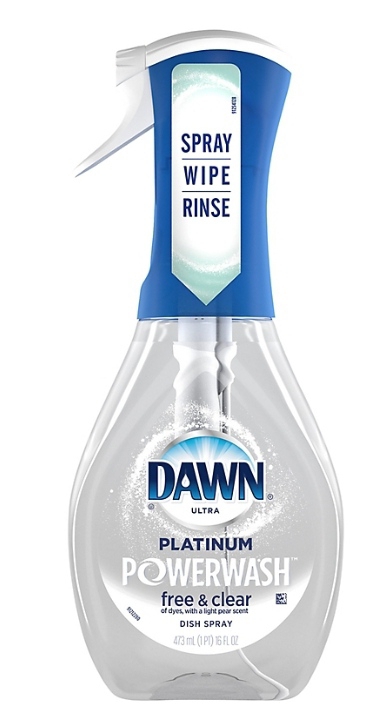 SPRAY
WIPE
RINSE
DAWN®
ULTRA
PLATINUM
POWERWASH™
free & clear
of dyes, with a light pear scent
DISH SPRAY
473 mL (1 PT) 16 FL OZ